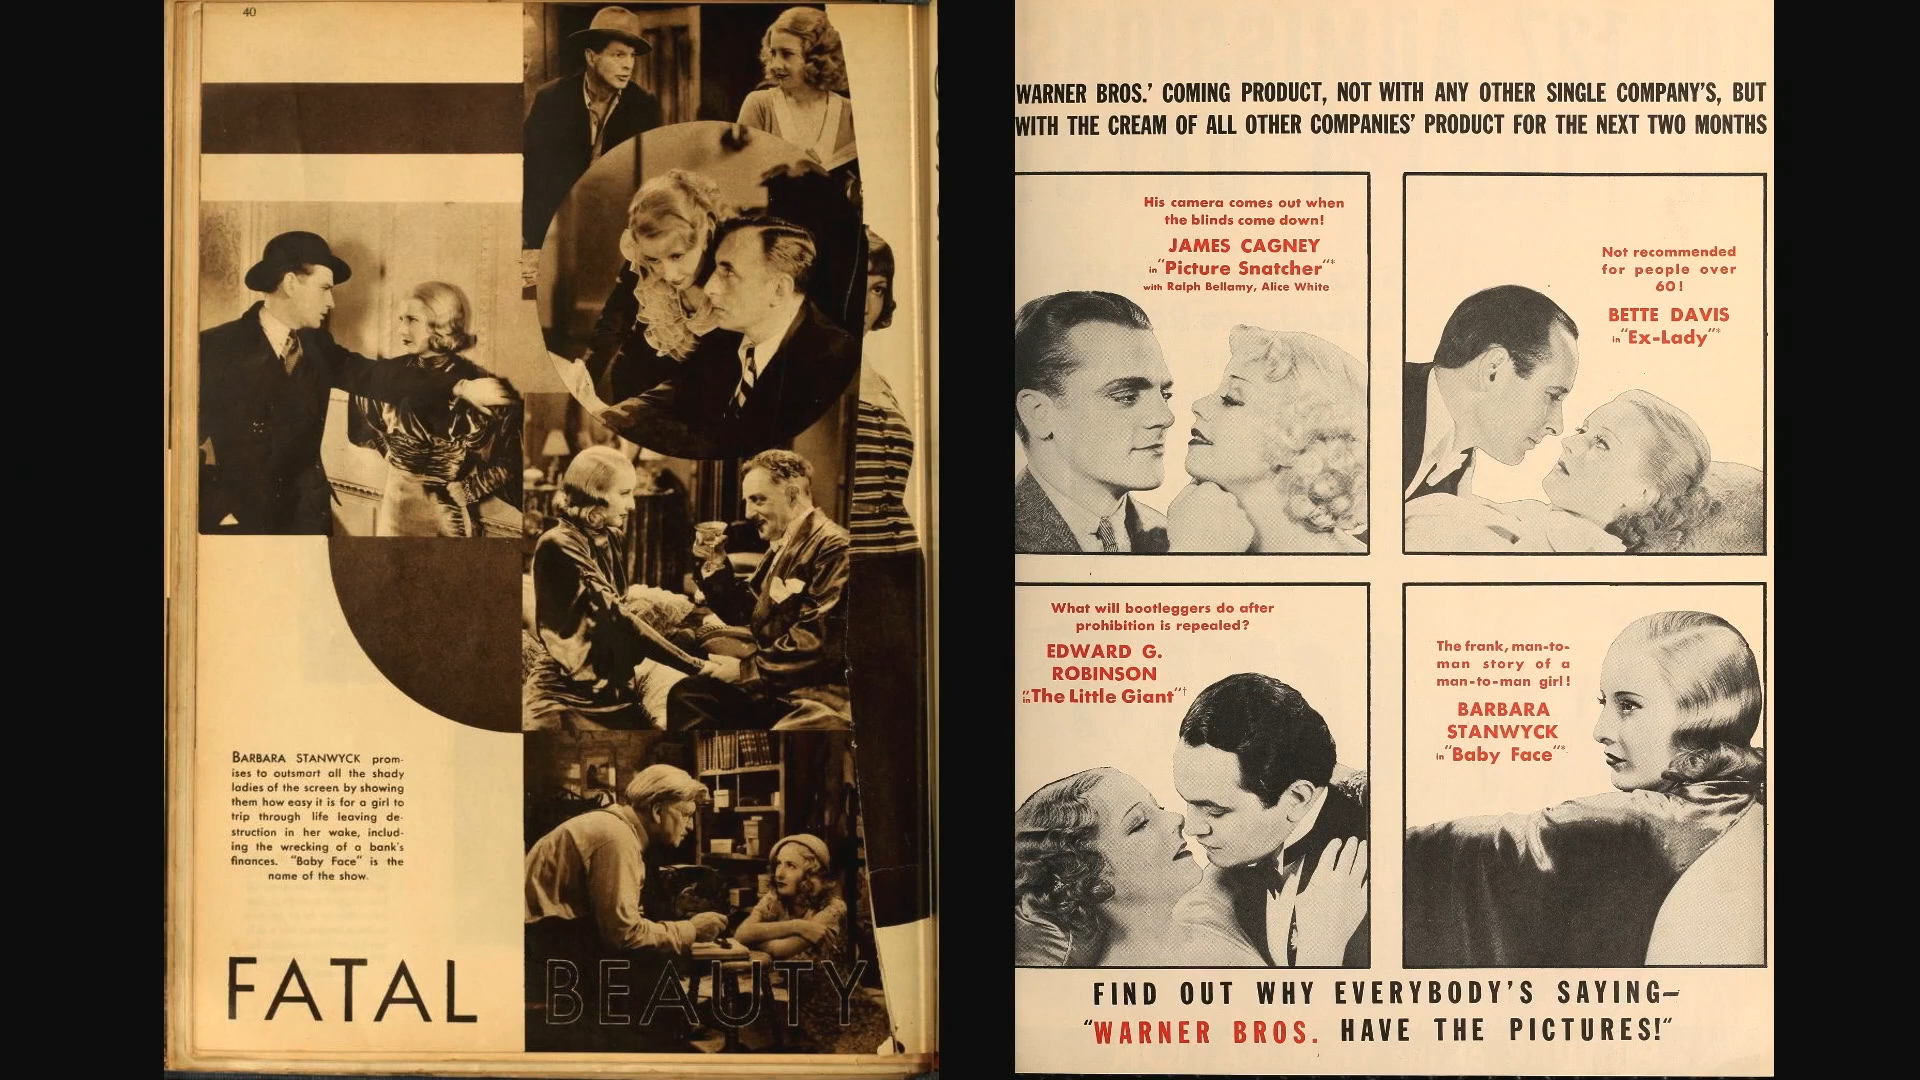 40
BARBARA STANWYCK prom-
ises to outsmart all the shady
ladies of the screen by showing
them how easy it is for a girl to
trip through life leaving de-
struction in her wake, includ-
ing the wrecking of a bank's
finances. "Baby Face" is the
name of the show.
FATAL BEAUTY
WARNER BROS.' COMING PRODUCT, NOT WITH ANY OTHER SINGLE COMPANY'S, BUT
WITH THE CREAM OF ALL OTHER COMPANIES' PRODUCT FOR THE NEXT TWO MONTHS
His camera comes out when
the blinds come down!
JAMES CAGNEY
in "Picture Snatcher"*
with Ralph Bellamy, Alice White
Not recommended
for people over
60!
BETTE DAVIS
in "Ex-Lady"*
What will bootleggers do after
prohibition is repealed?
EDWARD G.
ROBINSON
in "The Little Giant"†
The frank, man-to-
man story of a
man-to-man girl!
BARBARA
STANWYCK
in "Baby Face"*
FIND OUT WHY EVERYBODY'S SAYING—
"WARNER BROS. HAVE THE PICTURES!"